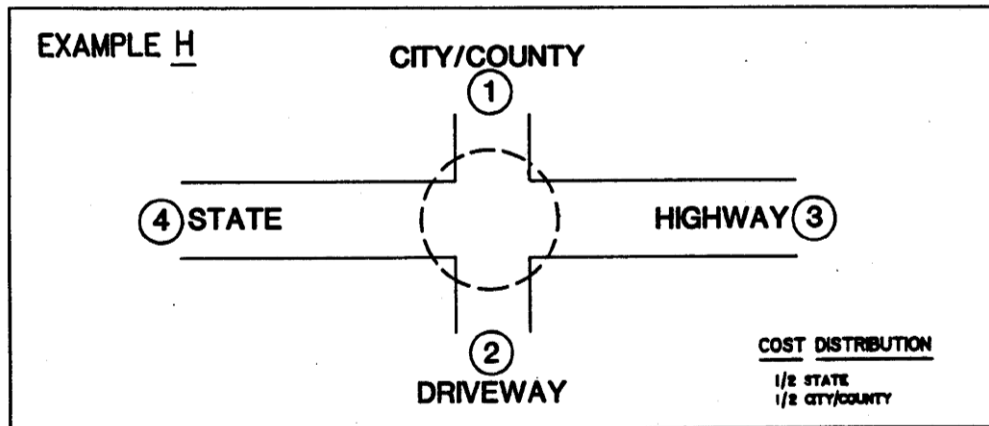 EXAMPLE H
CITY/COUNTY
1
4 STATE
HIGHWAY 3
2
DRIVEWAY
COST DISTRIBUTION
1/2 STATE
1/2 CITY/COUNTY